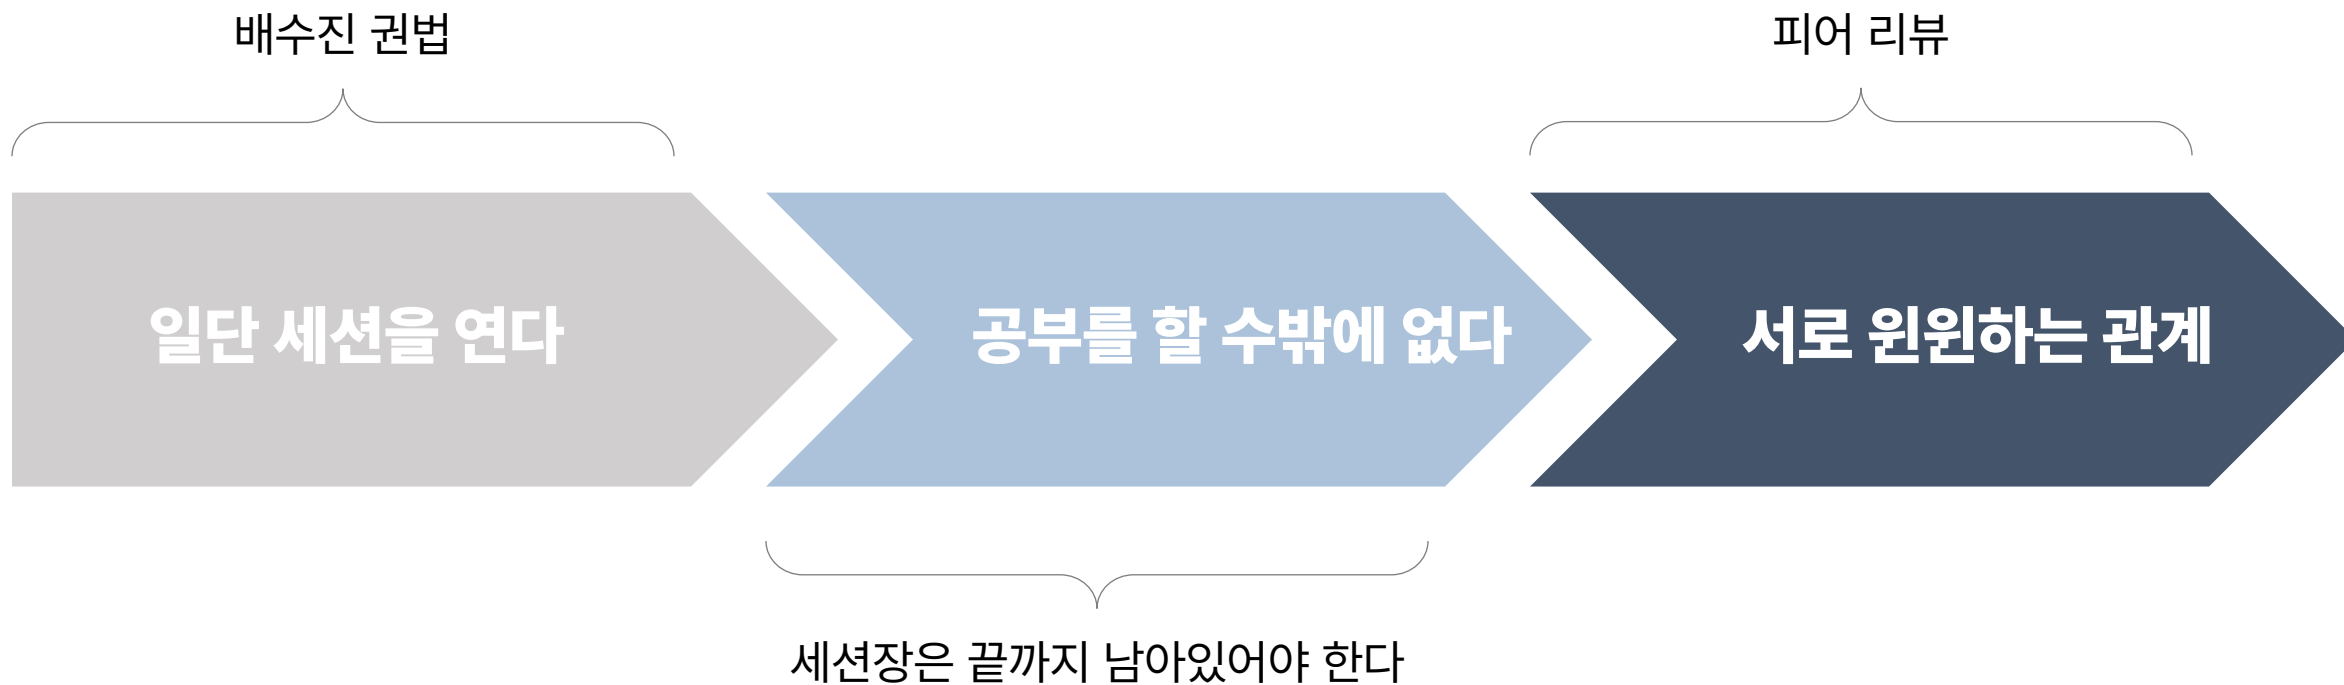 배수진 권법
피어 리뷰
일단 세션을 연다
공부를 할 수밖에 없다
서로 윈윈하는 관계
세션장은 끝까지 남아있어야 한다